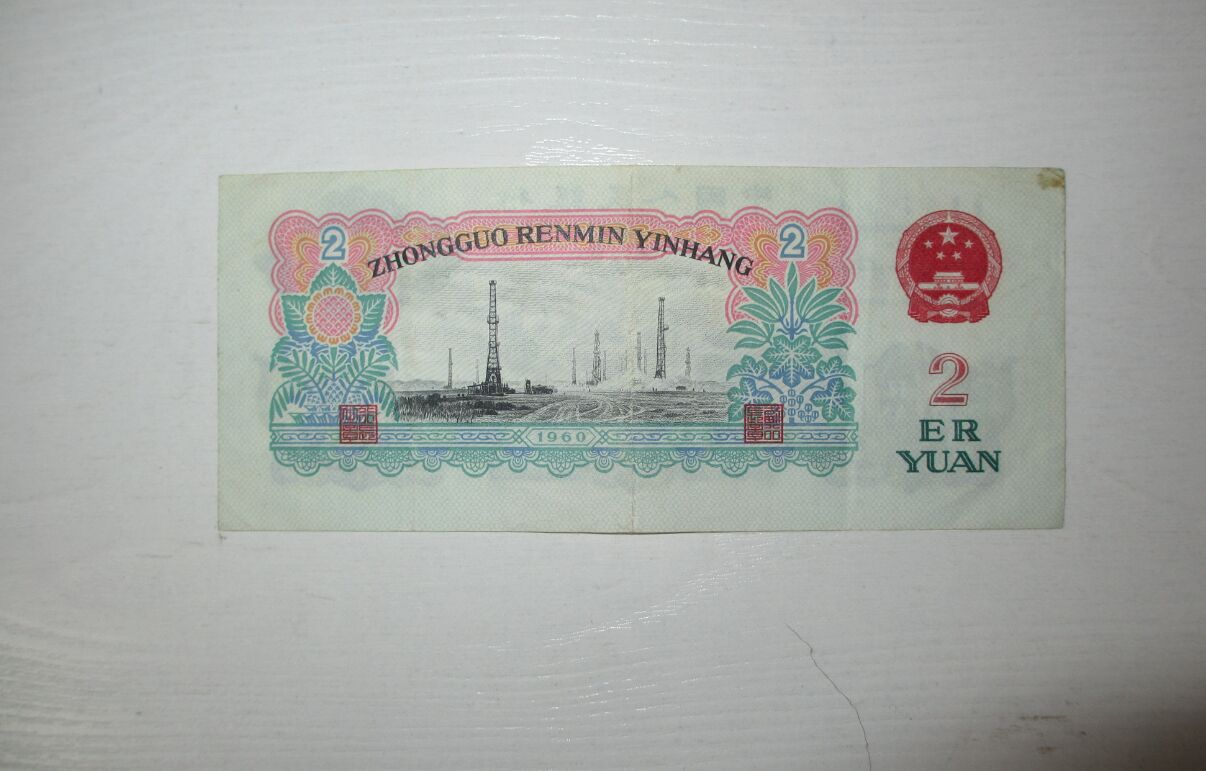 2 2
ZHONGGUO RENMIN YINHANG
1960
2
ER
YUAN